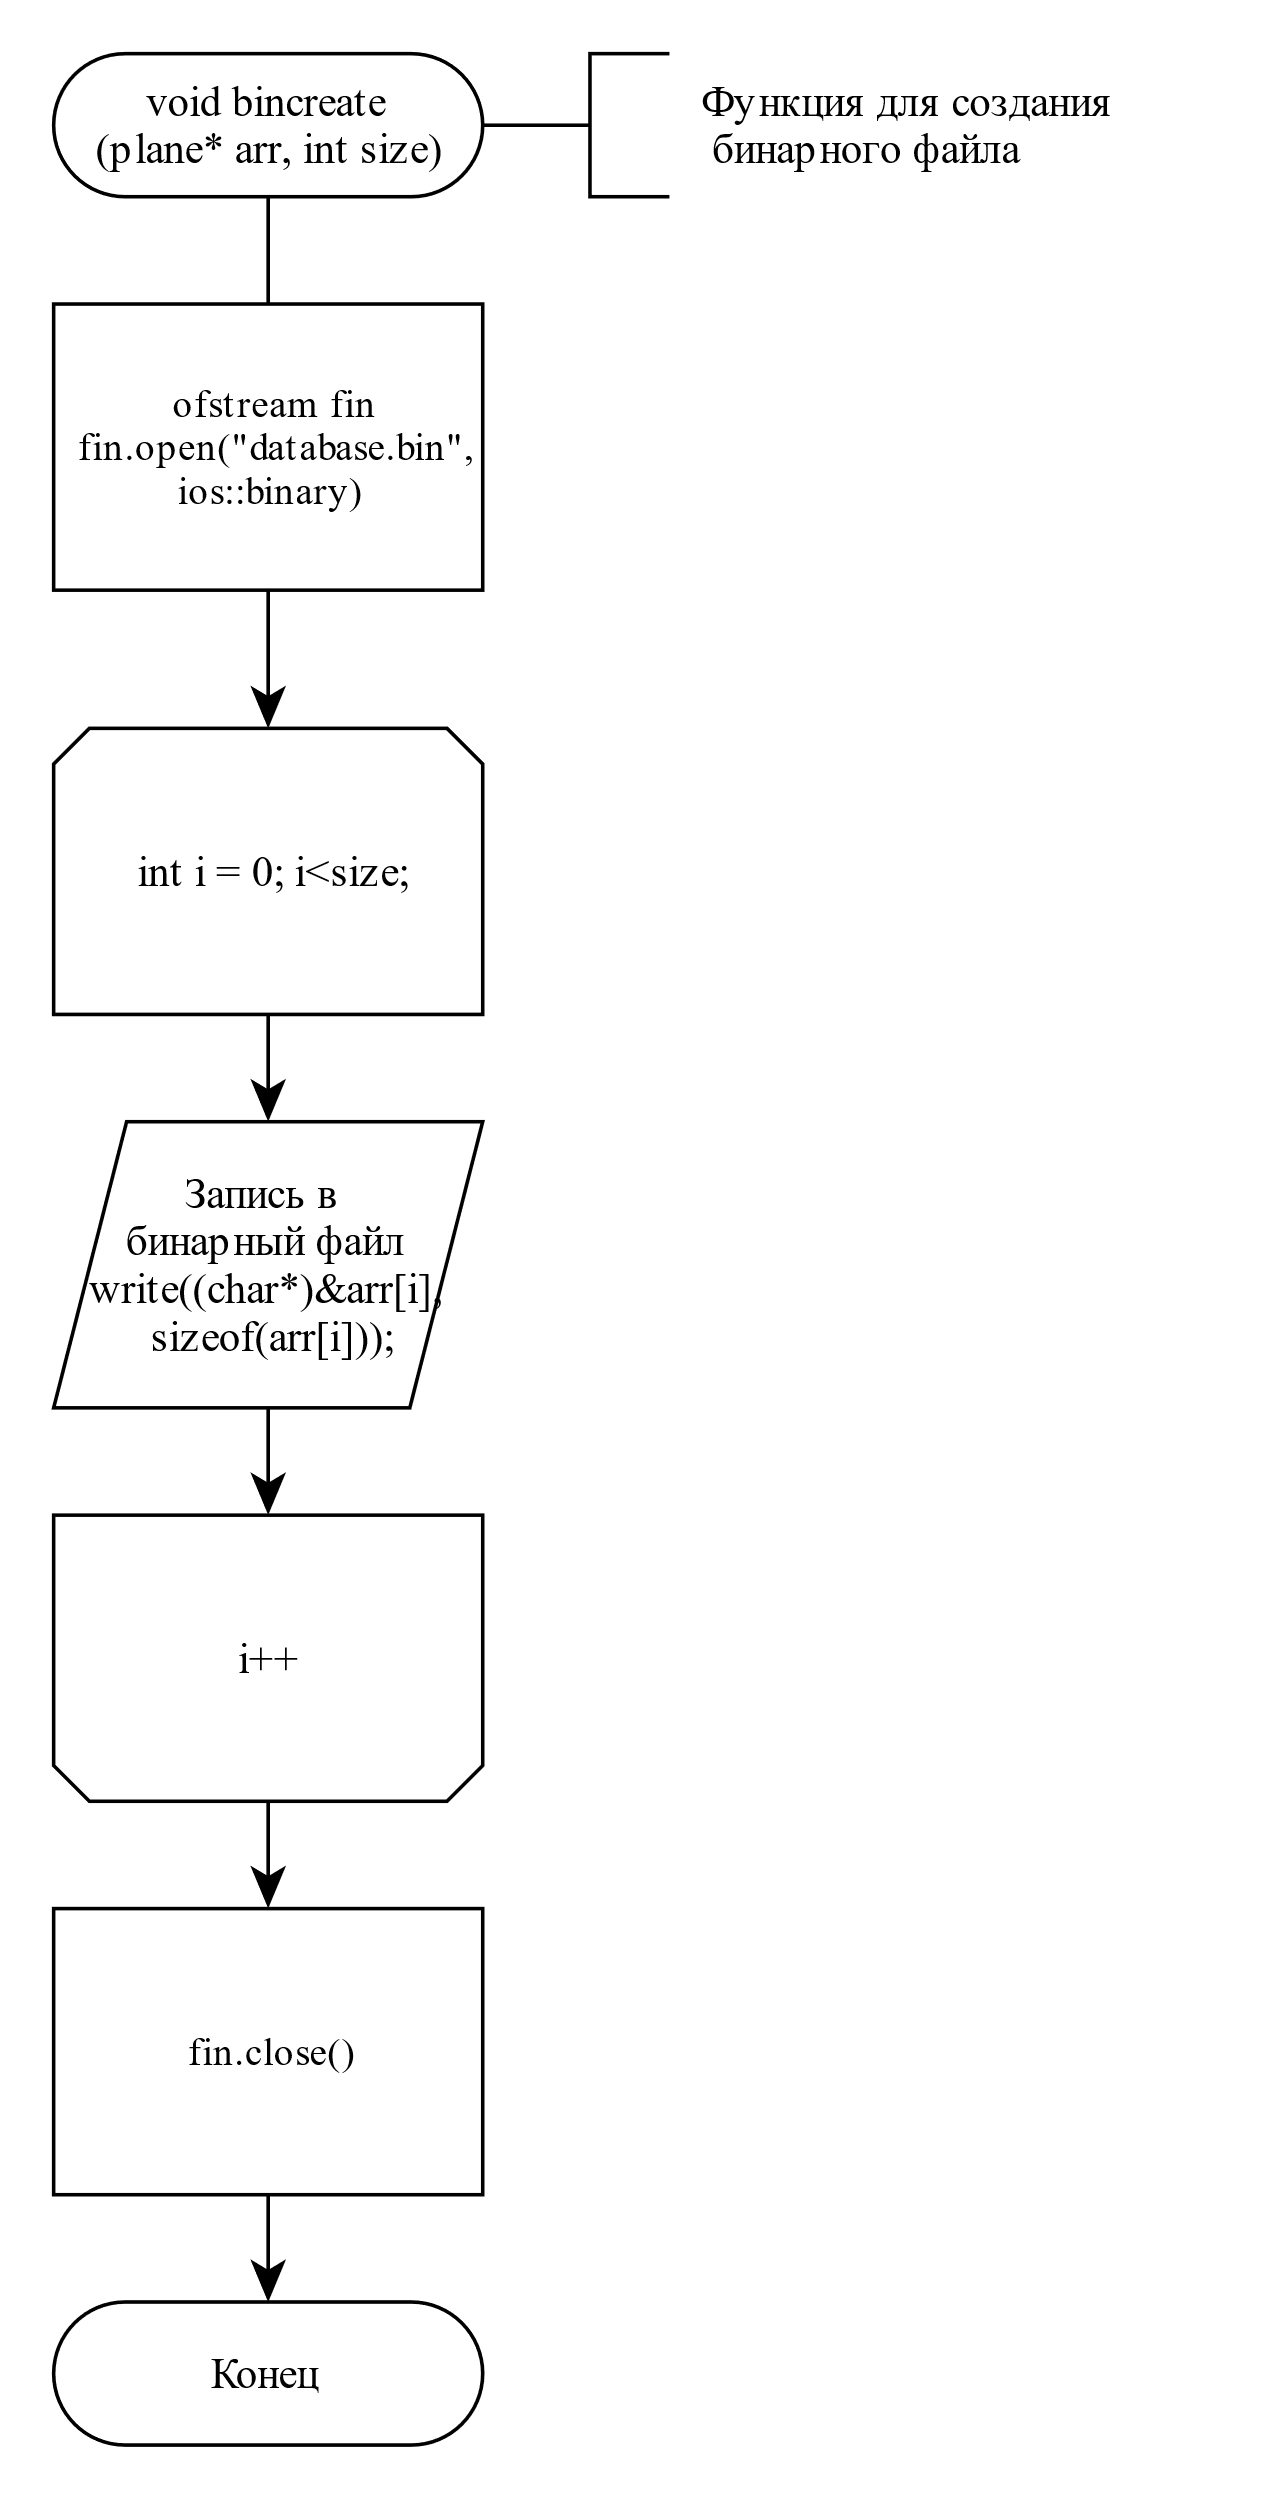 void bincreate
(plane* arr, int size)
Функция для создания
бинарного файла
ofstream fin
fin.open("database.bin",
ios::binary)
int i = 0; i<size;
Запись в
бинарный файл
write((char*)&arr[i],
sizeof(arr[i]));
i++
fin.close()
Конец